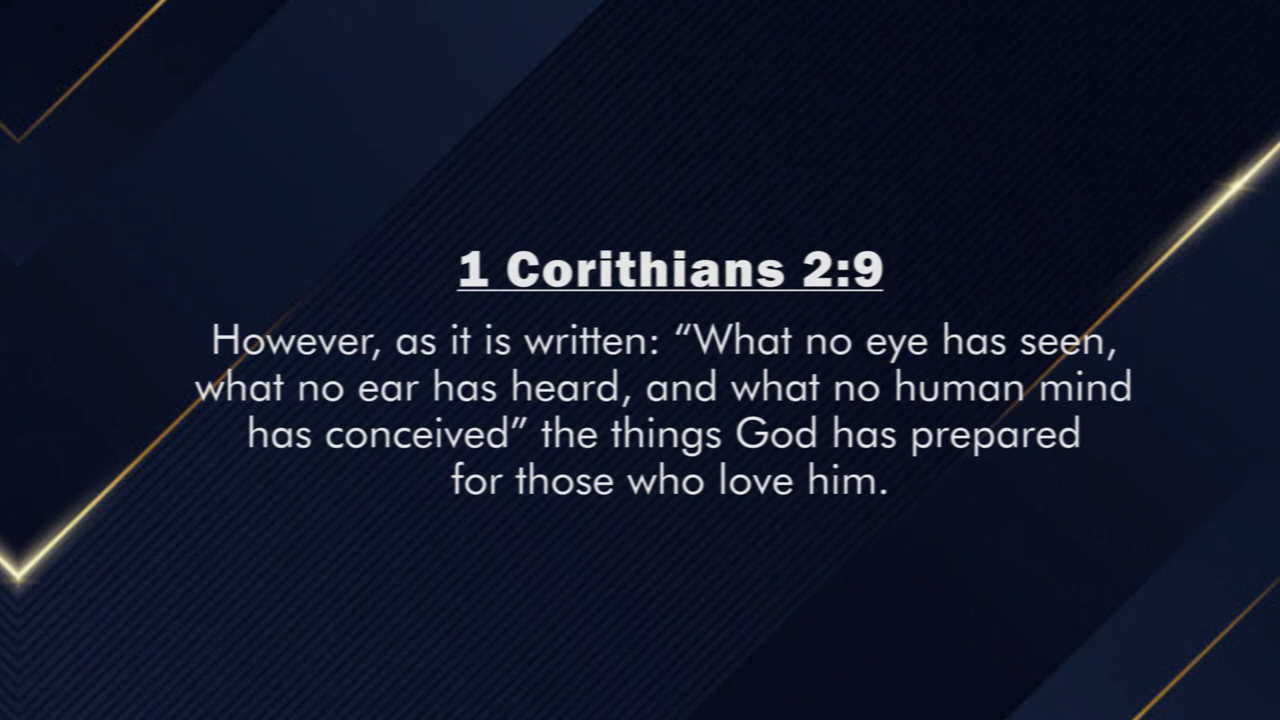 1 Corithians 2:9
However, as it is written: “What no eye has seen,
what no ear has heard, and what no human mind
has conceived” the things God has prepared
for those who love him.